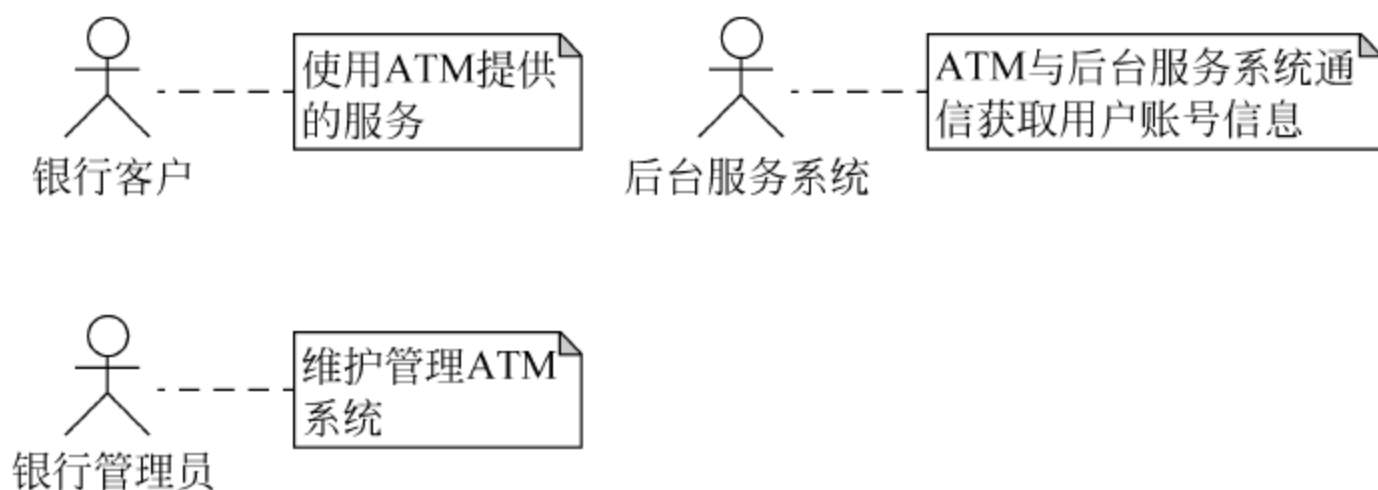 使用ATM提供
的服务
银行客户
ATM与后台服务系统通
信获取用户账号信息
后台服务系统
维护管理ATM
系统
银行管理员